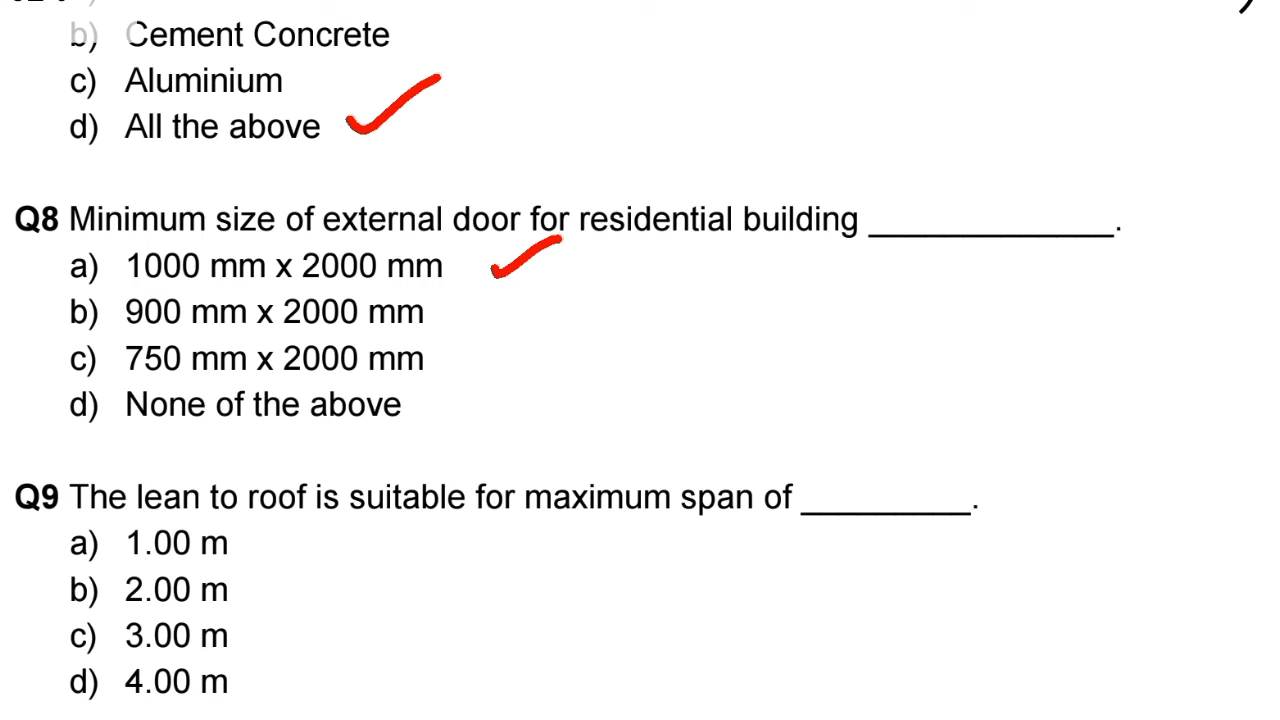 b) Cement Concrete
c) Aluminium
d) All the above
Q8 Minimum size of external door for residential building _____________.
a) 1000 mm x 2000 mm
b) 900 mm x 2000 mm
c) 750 mm x 2000 mm
d) None of the above
Q9 The lean to roof is suitable for maximum span of _________.
a) 1.00 m
b) 2.00 m
c) 3.00 m
d) 4.00 m